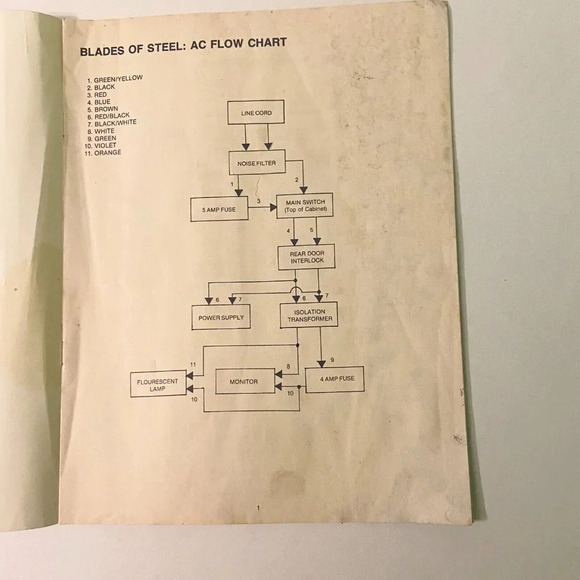 BLADES OF STEEL: AC FLOW CHART
1. GREEN/YELLOW
2. BLACK
3. RED
4. BLUE
5. BROWN
6. RED/BLACK
7. BLACK/WHITE
8. WHITE
9. GREEN
10. VIOLET
11. ORANGE
LINE CORD
NOISE FILTER
1
2
5 AMP FUSE
3
MAIN SWITCH
(Top of Cabinet)
4
5
REAR DOOR
INTERLOCK
6
7
6
7
POWER SUPPLY
ISOLATION
TRANSFORMER
11
8
9
FLOURESCENT
LAMP
MONITOR
4 AMP FUSE
10
10
1